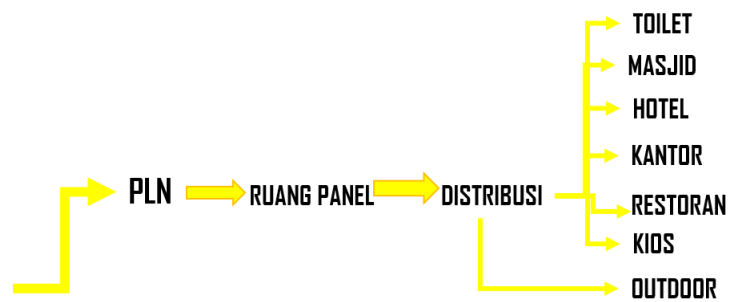 TOILET
MASJID
HOTEL
KANTOR
PLN
RUANG PANEL
DISTRIBUSI
RESTORAN
KIOS
OUTDOOR